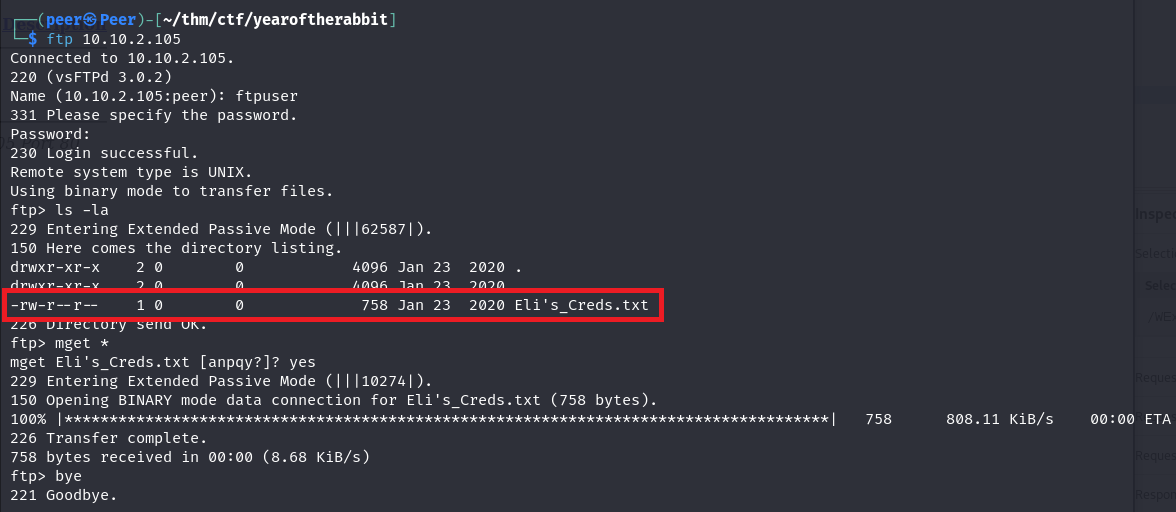 ┌──(peer㉿Peer)-[~/thm/ctf/yearoftherabbit]
└─$ ftp 10.10.2.105
Connected to 10.10.2.105.
220 (vsFTPd 3.0.2)
Name (10.10.2.105:peer): ftpuser
331 Please specify the password.
Password:
230 Login successful.
Remote system type is UNIX.
Using binary mode to transfer files.
ftp> ls -la
229 Entering Extended Passive Mode (|||62587|).
150 Here comes the directory listing.
drwxr-xr-x    2 0        0            4096 Jan 23  2020 .
drwxr-xr-x    2 0        0            4096 Jan 23  2020
-rw-r--r--    1 0        0             758 Jan 23  2020 Eli's_Creds.txt
226 Directory send OK.
ftp> mget *
mget Eli's_Creds.txt [anpqy?]? yes
229 Entering Extended Passive Mode (|||10274|).
150 Opening BINARY mode data connection for Eli's_Creds.txt (758 bytes).
100% |*************************************************************************************|   758      808.11 KiB/s    00:00 ETA
226 Transfer complete.
758 bytes received in 00:00 (8.68 KiB/s)
ftp> bye
221 Goodbye.
Inspe
Selecti
Selec
Reques
Reques
Respon